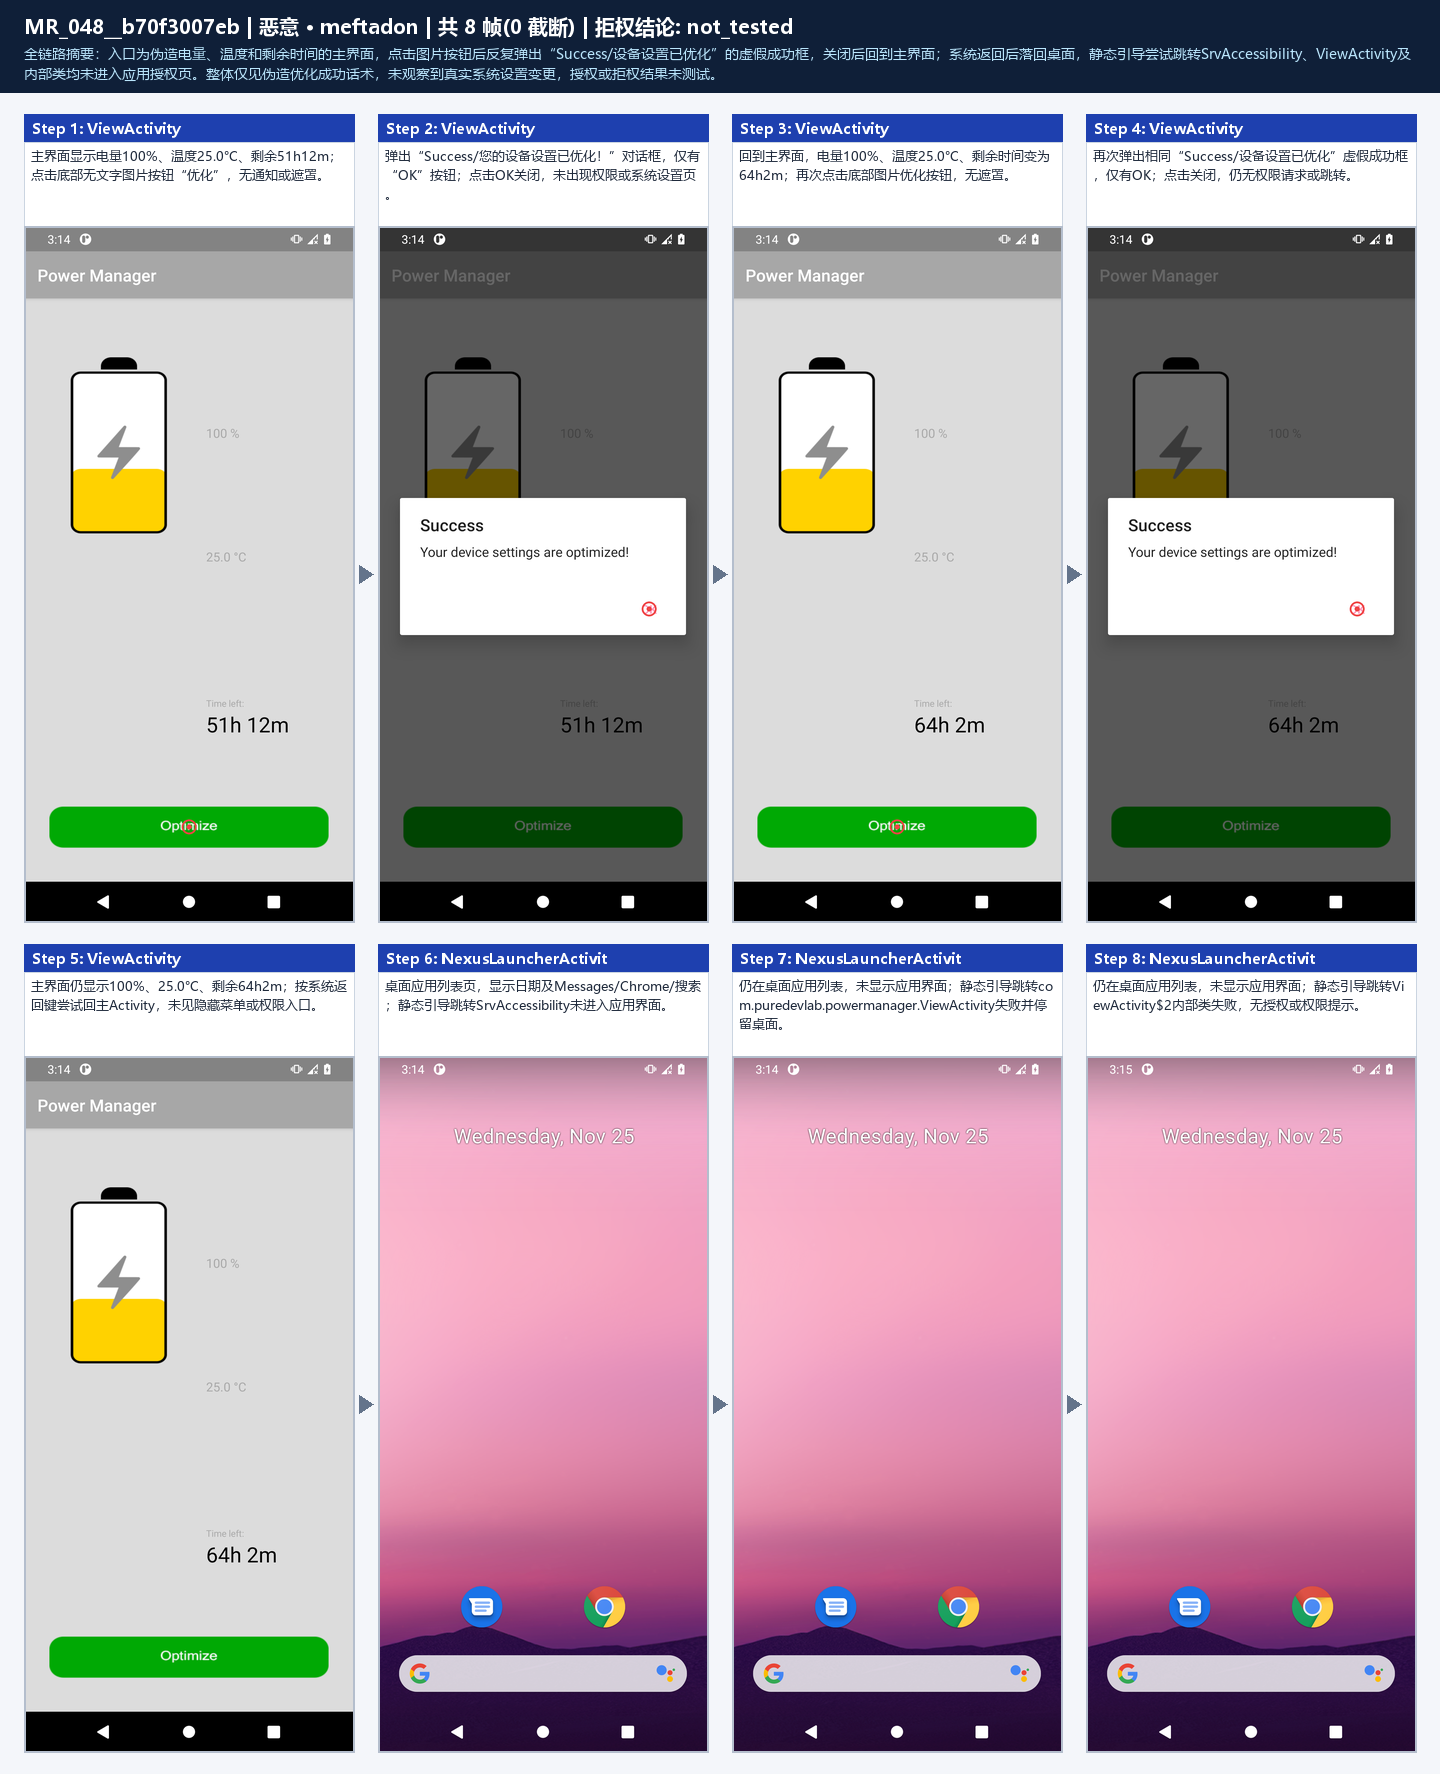 MR_048__b70f3007eb | 恶意 • meftadon | 共 8 帧(0 截断) | 拒权结论: not_tested
全链路摘要：入口为伪造电量、温度和剩余时间的主界面，点击图片按钮后反复弹出“Success/设备设置已优化”的虚假成功框，关闭后回到主界面；系统返回后落回桌面，静态引导尝试跳转SrvAccessibility、ViewActivity及
内部类均未进入应用授权页。整体仅见伪造优化成功话术，未观察到真实系统设置变更，授权或拒权结果未测试。
Step 1: ViewActivity
主界面显示电量100%、温度25.0°C、剩余51h12m；
点击底部无文字图片按钮“优化”，无通知或遮罩。
3:14
Power Manager
100 %
25.0 °C
Time left:
51h 12m
Optimize
Step 2: ViewActivity
弹出“Success/您的设备设置已优化！”对话框，仅有
“OK”按钮；点击OK关闭，未出现权限或系统设置页
。
3:14
Power Manager
100 %
Success
Your device settings are optimized!
Time left:
51h 12m
Optimize
Step 3: ViewActivity
回到主界面，电量100%、温度25.0°C、剩余时间变为
64h2m；再次点击底部图片优化按钮，无遮罩。
3:14
Power Manager
100 %
25.0 °C
Time left:
64h 2m
Optimize
Step 4: ViewActivity
再次弹出相同“Success/设备设置已优化”虚假成功框
，仅有OK；点击关闭，仍无权限请求或跳转。
3:14
Power Manager
100 %
Success
Your device settings are optimized!
Time left:
64h 2m
Optimize
Step 5: ViewActivity
主界面仍显示100%、25.0°C、剩余64h2m；按系统返
回键尝试回主Activity，未见隐藏菜单或权限入口。
3:14
Power Manager
100 %
25.0 °C
Time left:
64h 2m
Optimize
Step 6: NexusLauncherActivit
桌面应用列表页，显示日期及Messages/Chrome/搜索
；静态引导跳转SrvAccessibility未进入应用界面。
3:14
Wednesday, Nov 25
Step 7: NexusLauncherActivit
仍在桌面应用列表，未显示应用界面；静态引导跳转co
m.puredevlab.powermanager.ViewActivity失败并停
留桌面。
3:14
Wednesday, Nov 25
Step 8: NexusLauncherActivit
仍在桌面应用列表，未显示应用界面；静态引导跳转Vi
ewActivity$2内部类失败，无授权或权限提示。
3:15
Wednesday, Nov 25